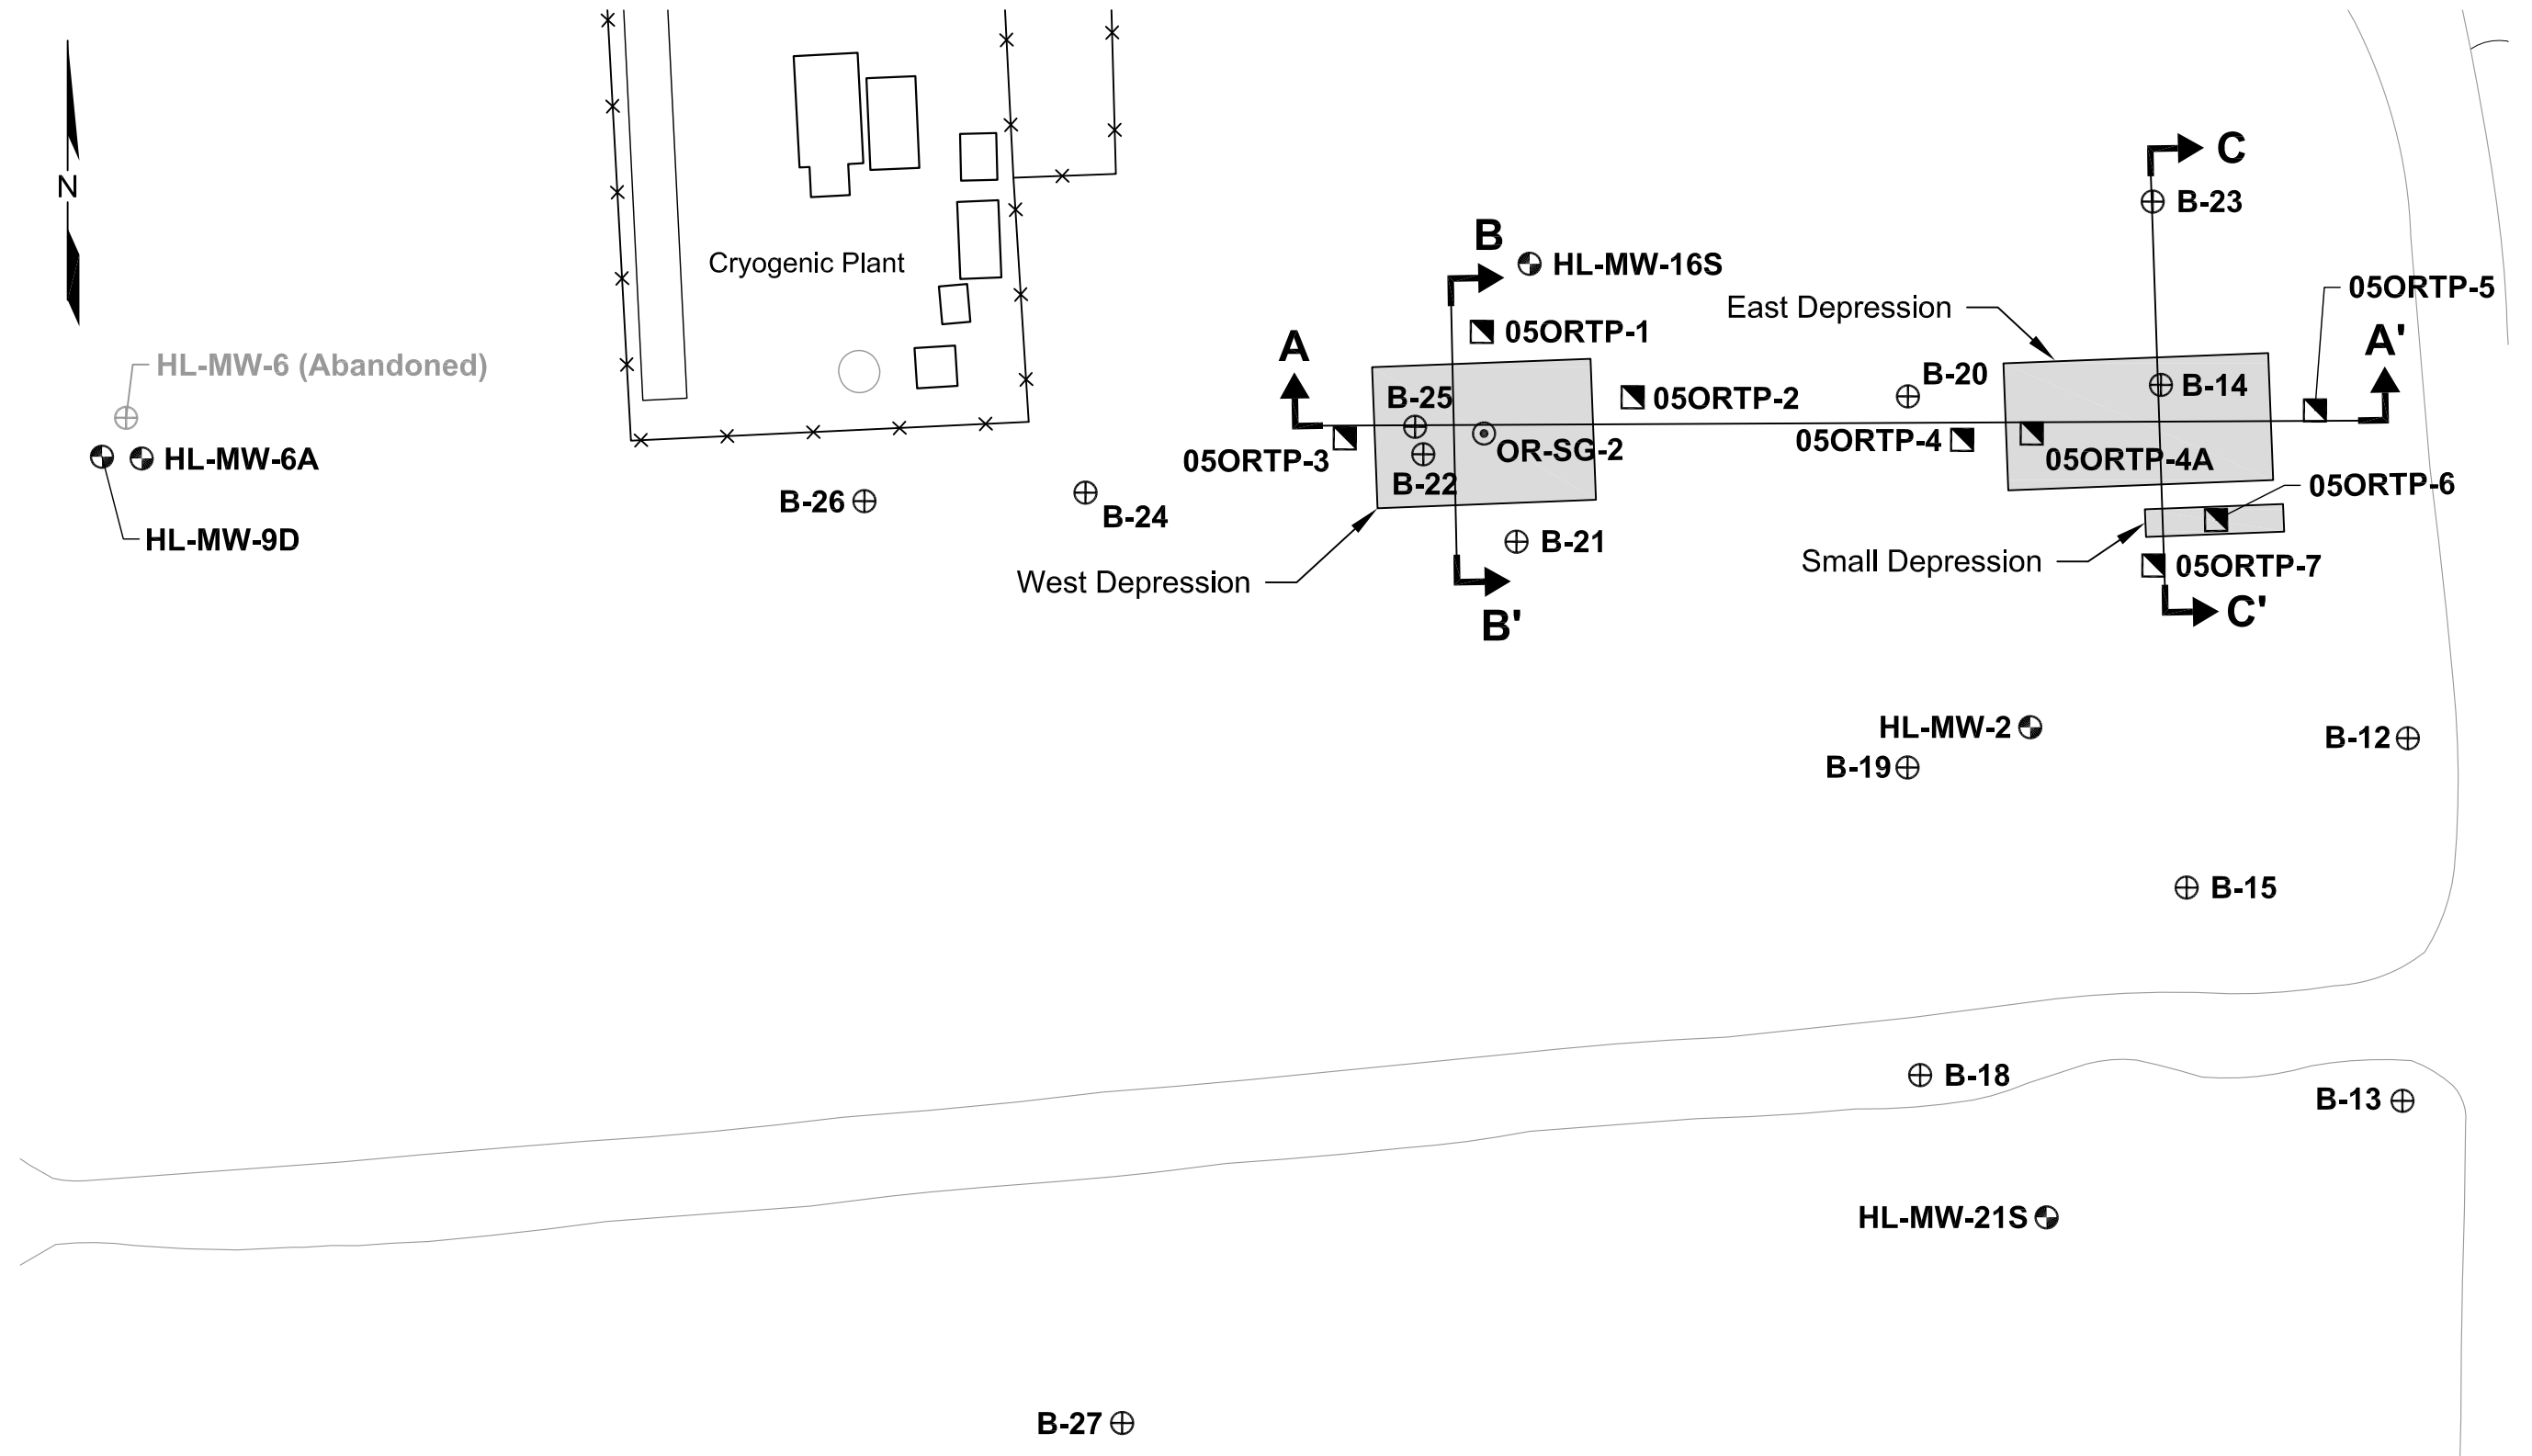 C
B-23
N
B
HL-MW-16S
Cryogenic Plant
05ORTP-5
East Depression
05ORTP-1
A
A'
HL-MW-6 (Abandoned)
B-20
B-14
B-25
05ORTP-2
05ORTP-4
OR-SG-2
HL-MW-6A
05ORTP-3
05ORTP-4A
B-22
05ORTP-6
B-26
B-24
HL-MW-9D
B-21
Small Depression
05ORTP-7
West Depression
C'
B'
HL-MW-2
B-12
B-19
B-15
B-18
B-13
HL-MW-21S
B-27